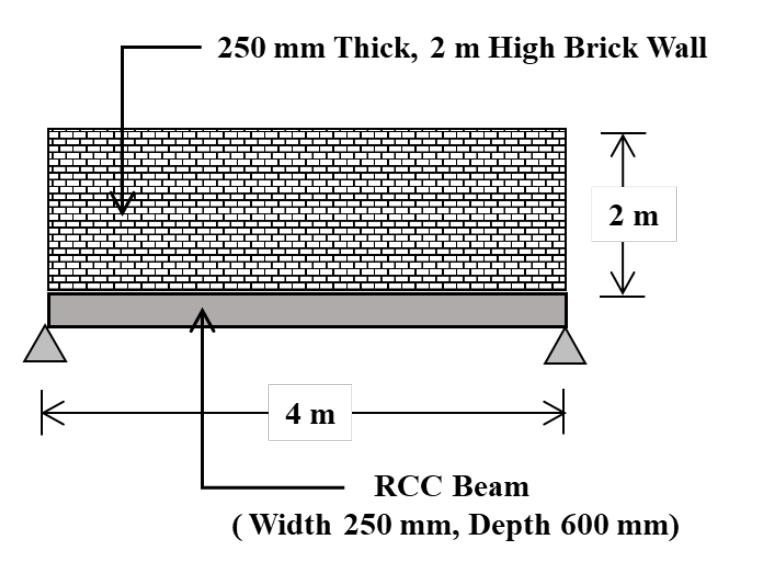 250 mm Thick, 2 m High Brick Wall
2 m
4 m
RCC Beam
( Width 250 mm, Depth 600 mm)